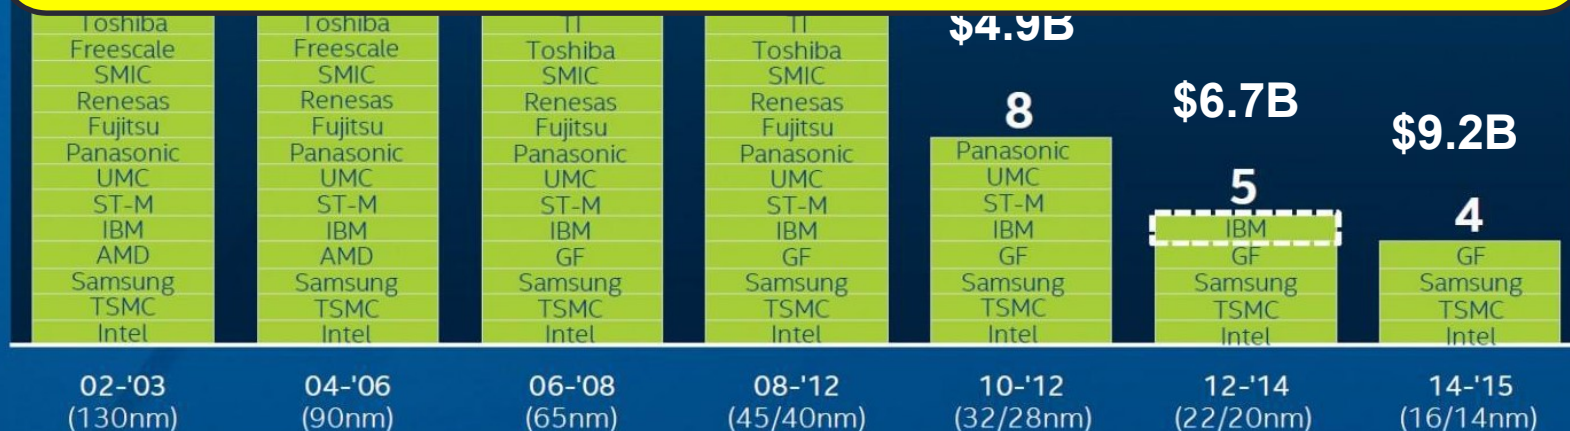 Toshiba
Freescale
SMIC
Renesas
Fujitsu
Panasonic
UMC
ST-M
IBM
AMD
Samsung
TSMC
Intel
02-'03
(130nm)
Toshiba
Freescale
SMIC
Renesas
Fujitsu
Panasonic
UMC
ST-M
IBM
AMD
Samsung
TSMC
Intel
04-'06
(90nm)
TI
Toshiba
SMIC
Renesas
Fujitsu
Panasonic
UMC
ST-M
IBM
GF
Samsung
TSMC
Intel
06-'08
(65nm)
TI
Toshiba
SMIC
Renesas
Fujitsu
Panasonic
UMC
ST-M
IBM
GF
Samsung
TSMC
Intel
08-'12
(45/40nm)
$4.9B
8
Panasonic
UMC
ST-M
IBM
GF
Samsung
TSMC
Intel
10-'12
(32/28nm)
$6.7B
5
IBM
GF
Samsung
TSMC
Intel
12-'14
(22/20nm)
$9.2B
4
GF
Samsung
TSMC
Intel
14-'15
(16/14nm)